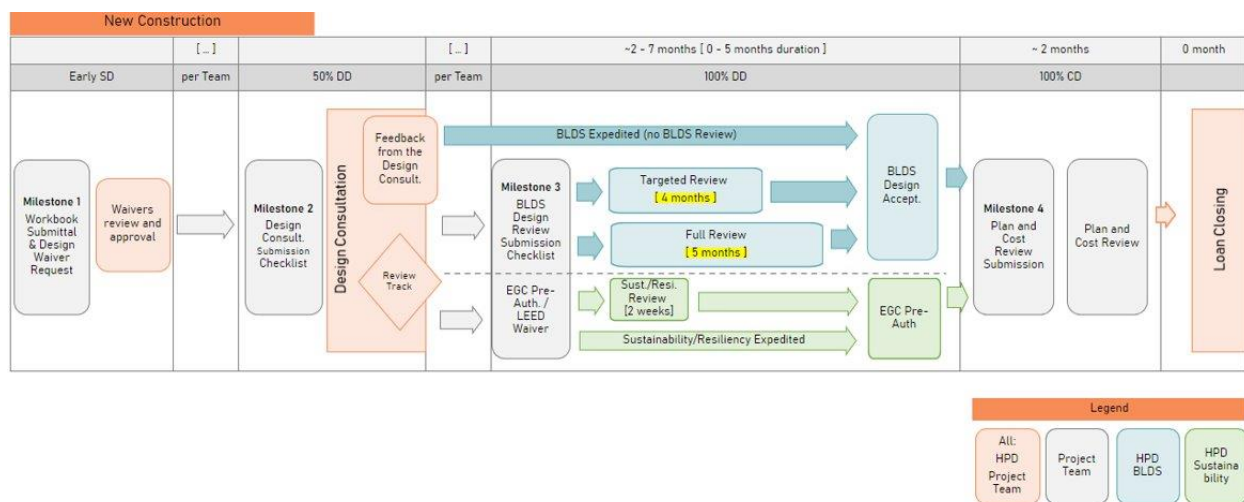 New Construction
[ … ]
[ … ]
~2 – 7 months [ 0 - 5 months duration ]
~ 2 months
0 month
Early SD
per Team
50% DD
per Team
100% DD
100% CD
Milestone 1
Workbook
Submittal
& Design
Waiver
Request
Waivers
review and
approval
Milestone 2
Design
Consult.
Submission
Checklist
Design Consultation
Feedback
from the
Design
Consult.
Review
Track
BLDS Expedited (no BLDS Review)
Milestone 3
BLDS
Design
Review
Submission
Checklist
EGC Pre-
Auth. /
LEED
Waiver
Targeted Review
[ 4 months ]
Full Review
[ 5 months ]
Sust./Resi.
Review
[2 weeks]
Sustainability/Resiliency Expedited
BLDS
Design
Accept.
EGC Pre-
Auth
Milestone 4
Plan and
Cost
Review
Submission
Plan and
Cost Review
Loan Closing
Legend
All:
HPD
Project
Team
Project
Team
HPD
BLDS
HPD
Sustaina
bility